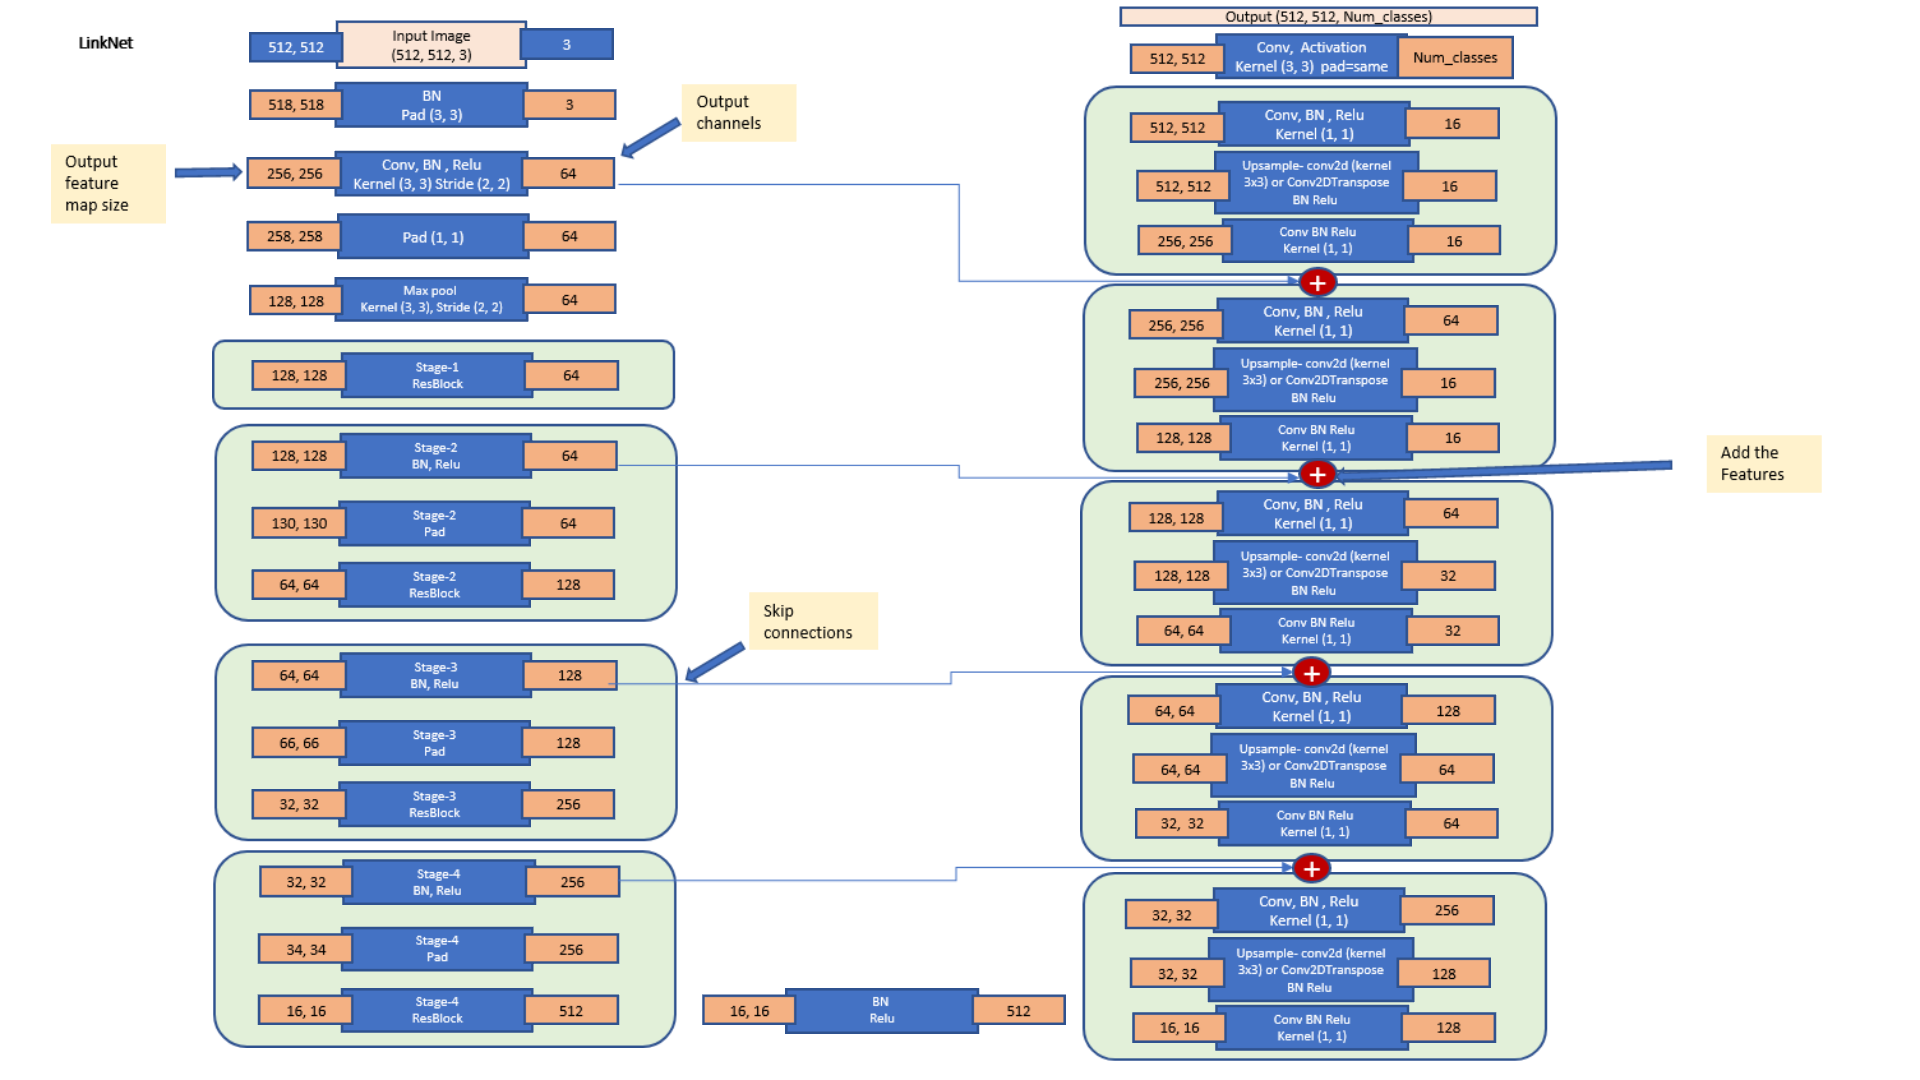 LinkNet
512, 512
Input Image
(512, 512, 3)
3
518, 518
BN
Pad (3, 3)
3
Output
channels
Output
feature
map size
256, 256
Conv, BN , Relu
Kernel (3, 3) Stride (2, 2)
64
258, 258
Pad (1, 1)
64
128, 128
Max pool
Kernel (3, 3), Stride (2, 2)
64
128, 128
Stage-1
ResBlock
64
128, 128
Stage-2
BN, Relu
64
130, 130
Stage-2
Pad
64
64, 64
Stage-2
ResBlock
128
Skip
connections
64, 64
Stage-3
BN, Relu
128
66, 66
Stage-3
Pad
128
32, 32
Stage-3
ResBlock
256
32, 32
Stage-4
BN, Relu
256
34, 34
Stage-4
Pad
256
16, 16
Stage-4
ResBlock
512
16, 16
BN
Relu
512
Output (512, 512, Num_classes)
512, 512
Conv, Activation
Kernel (3, 3) pad=same
Num_classes
512, 512
Conv, BN , Relu
Kernel (1, 1)
16
512, 512
Upsample- conv2d (kernel
3x3) or Conv2DTranspose
BN Relu
16
256, 256
Conv BN Relu
Kernel (1, 1)
16
+
256, 256
Conv, BN , Relu
Kernel (1, 1)
64
256, 256
Upsample- conv2d (kernel
3x3) or Conv2DTranspose
BN Relu
16
128, 128
Conv BN Relu
Kernel (1, 1)
16
+
Add the
Features
128, 128
Conv, BN , Relu
Kernel (1, 1)
64
128, 128
Upsample- conv2d (kernel
3x3) or Conv2DTranspose
BN Relu
32
64, 64
Conv BN Relu
Kernel (1, 1)
32
+
64, 64
Conv, BN , Relu
Kernel (1, 1)
128
64, 64
Upsample- conv2d (kernel
3x3) or Conv2DTranspose
BN Relu
64
32, 32
Conv BN Relu
Kernel (1, 1)
64
+
32, 32
Conv, BN , Relu
Kernel (1, 1)
256
32, 32
Upsample- conv2d (kernel
3x3) or Conv2DTranspose
BN Relu
128
16, 16
Conv BN Relu
Kernel (1, 1)
128